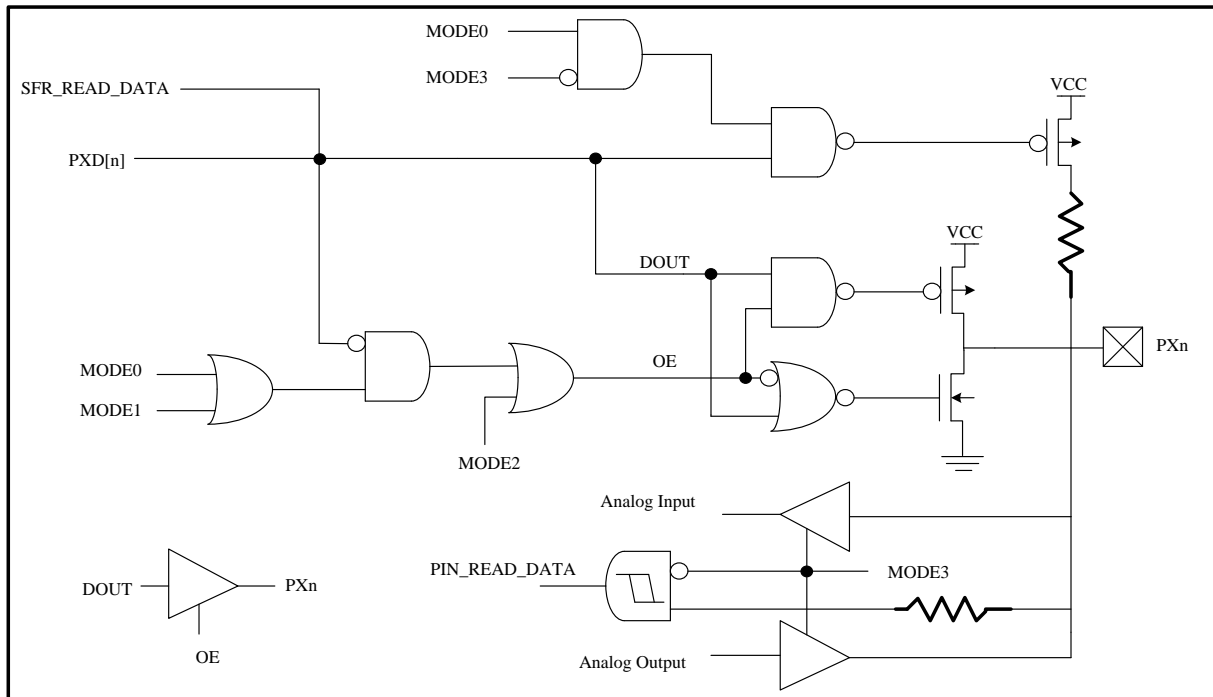 MODE0
SFR_READ_DATA
MODE3
VCC
PXD[n]
VCC
DOUT
MODE0
OE
PXn
MODE1
MODE2
Analog Input
PIN_READ_DATA
MODE3
DOUT
PXn
OE
Analog Output